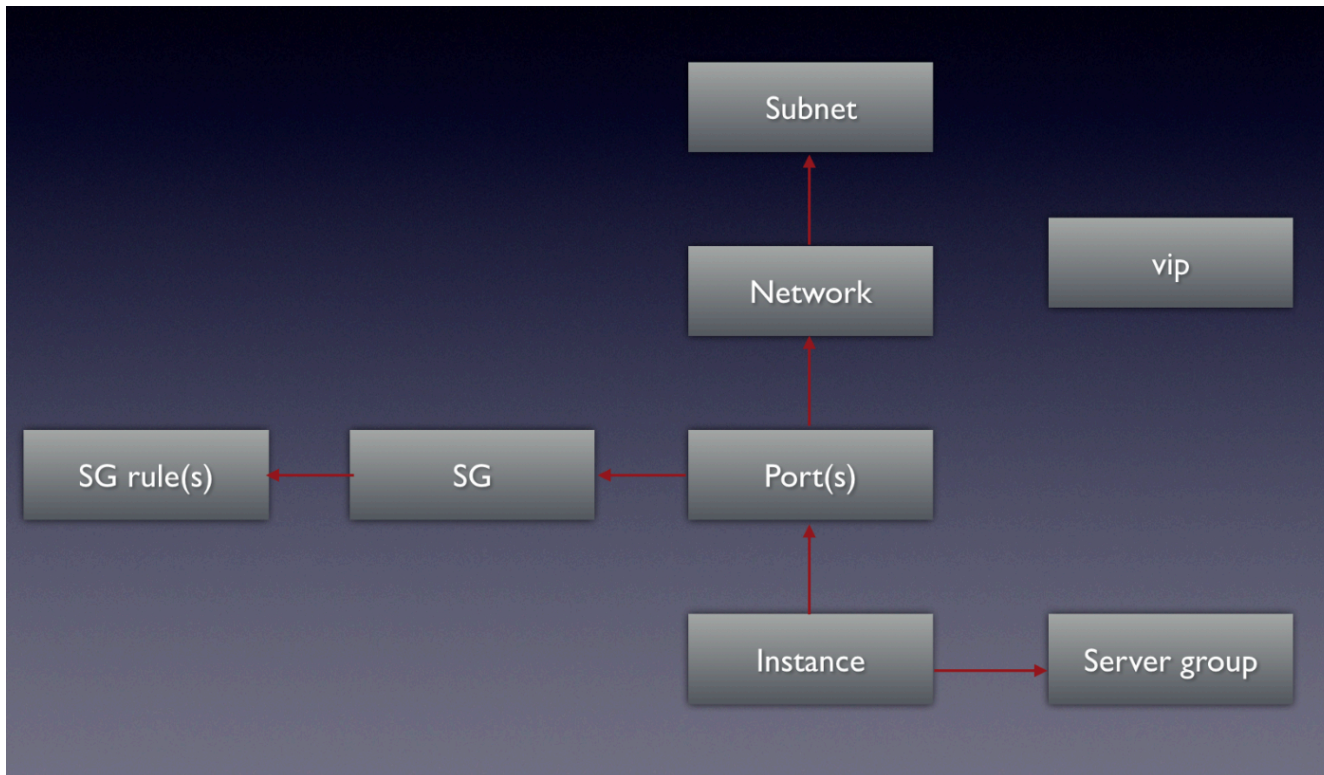 Subnet
vip
Network
SG rule(s)
SG
Port(s)
Instance
Server group